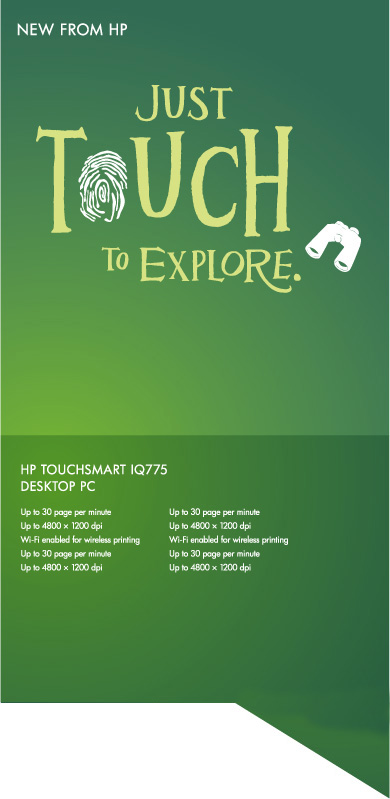 NEW FROM HP
JUST
TOUCH
TO EXPLORE.
HP TOUCHSMART IQ775
DESKTOP PC
Up to 30 page per minute
Up to 4800 × 1200 dpi
Wi-Fi enabled for wireless printing
Up to 30 page per minute
Up to 4800 × 1200 dpi
Up to 30 page per minute
Up to 4800 × 1200 dpi
Wi-Fi enabled for wireless printing
Up to 30 page per minute
Up to 4800 × 1200 dpi